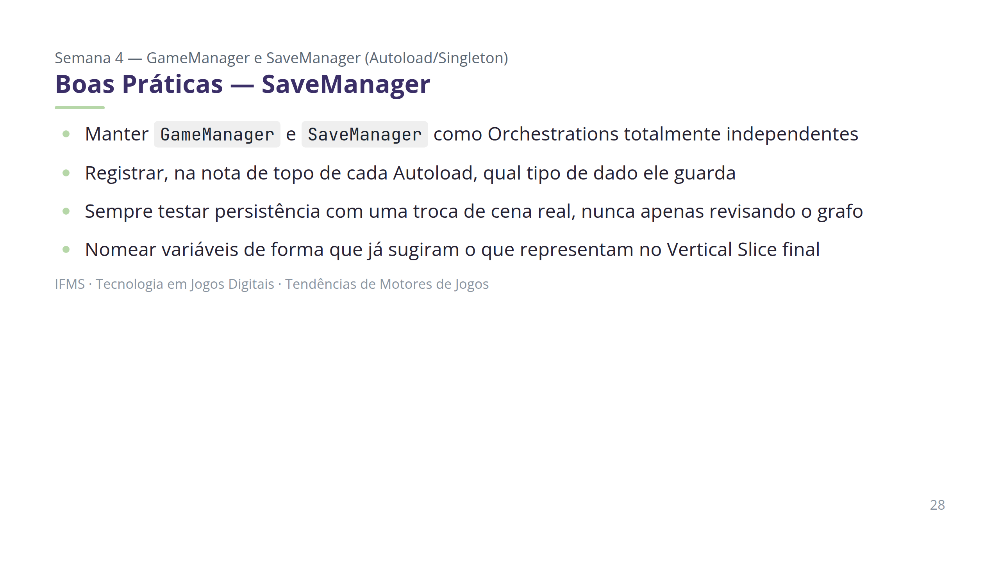 Semana 4 — GameManager e SaveManager (Autoload/Singleton)
Boas Práticas — SaveManager
Manter GameManager e SaveManager como Orchestrations totalmente independentes
Registrar, na nota de topo de cada Autoload, qual tipo de dado ele guarda
Sempre testar persistência com uma troca de cena real, nunca apenas revisando o grafo
Nomear variáveis de forma que já sugiram o que representam no Vertical Slice final
IFMS · Tecnologia em Jogos Digitais · Tendências de Motores de Jogos
28